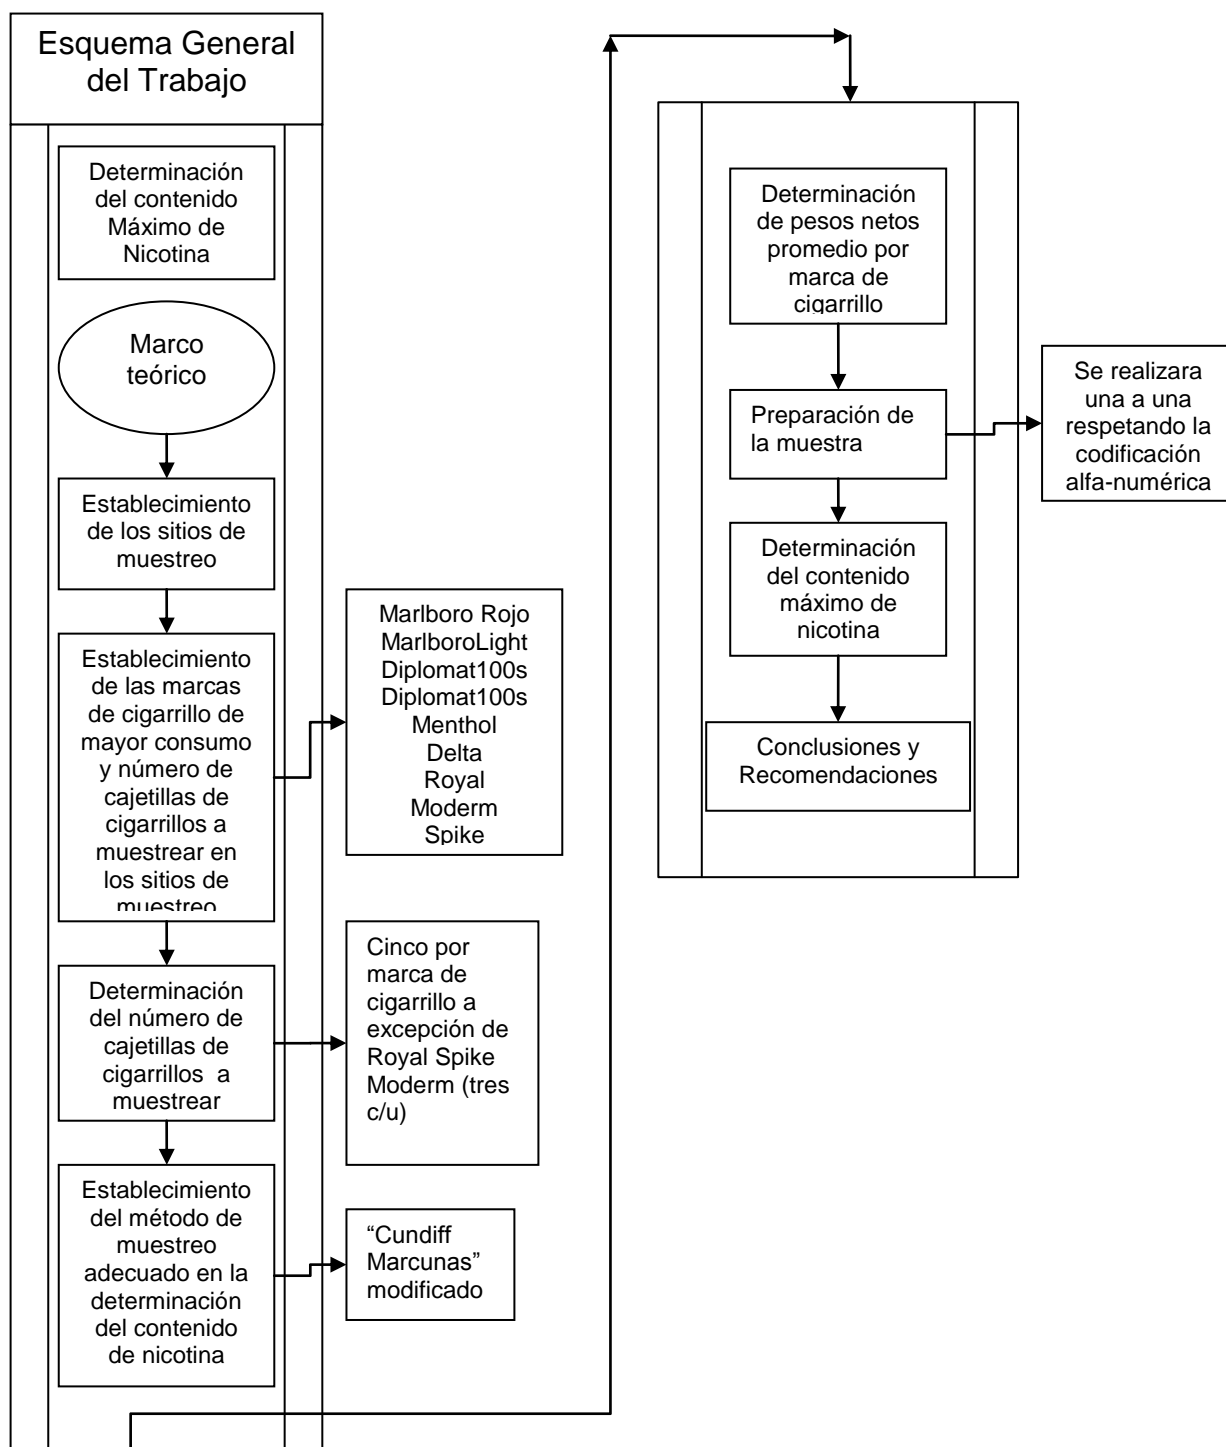 Esquema General
del Trabajo
Determinación
del contenido
Máximo de
Nicotina
Marco
teórico
Establecimiento
de los sitios de
muestreo
Establecimiento
de las marcas
de cigarrillo de
mayor consumo
y número de
cajetillas de
cigarrillos a
muestrear en
los sitios de
muestreo
Marlboro Rojo
MarlboroLight
Diplomat100s
Diplomat100s
Menthol
Delta
Royal
Moderm
Spike
Determinación
del número de
cajetillas de
cigarrillos a
muestrear
Cinco por
marca de
cigarrillo a
excepción de
Royal Spike
Moderm (tres
c/u)
Establecimiento
del método de
muestreo
adecuado en la
determinación
del contenido
de nicotina
“Cundiff
Marcunas”
modificado
Determinación
de pesos netos
promedio por
marca de
cigarrillo
Preparación de
la muestra
Se realizara
una a una
respetando la
codificación
alfa-numérica
Determinación
del contenido
máximo de
nicotina
Conclusiones y
Recomendaciones